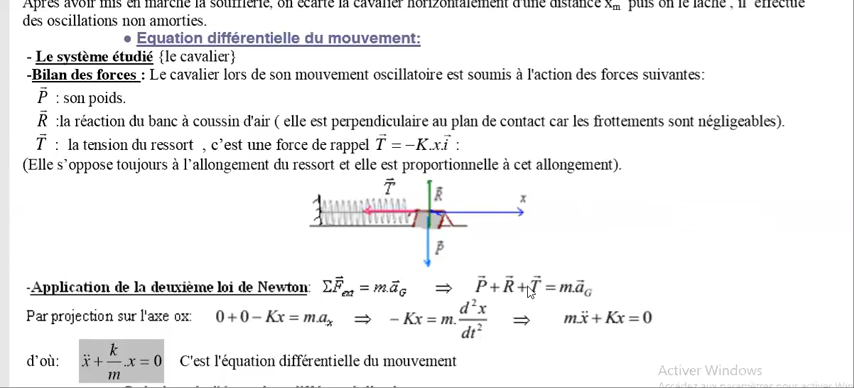 Après avoir mis en marche la soufflerie, on écarte la cavalier horizontalement d'une distance xₘ puis on le lâche , il effectue
des oscillations non amorties.
● Equation différentielle du mouvement:
- Le système étudié {le cavalier}
-Bilan des forces : Le cavalier lors de son mouvement oscillatoire est soumis à l'action des forces suivantes:
P⃗ : son poids.
R⃗ :la réaction du banc à coussin d'air ( elle est perpendiculaire au plan de contact car les frottements sont négligeables).
T⃗ : la tension du ressort , c'est une force de rappel T⃗ = −K.x.i⃗ :
(Elle s'oppose toujours à l'allongement du ressort et elle est proportionnelle à cet allongement).
T⃗
R⃗
x
P⃗
-Application de la deuxième loi de Newton: ΣF⃗ₑₓₜ = m.a⃗_G ⇒ P⃗ + R⃗ + T⃗ = m.a⃗_G
Par projection sur l'axe ox: 0 + 0 − Kx = m.aₓ ⇒ − Kx = m. d²x/dt² ⇒ m.ẍ + Kx = 0
d'où: ẍ + k/m .x = 0 C'est l'équation différentielle du mouvement
Activer Windows